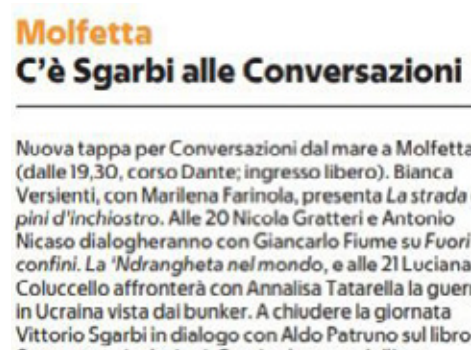 Molfetta
C'è Sgarbi alle Conversazioni
Nuova tappa per Conversazioni dal mare a Molfetta
(dalle 19,30, corso Dante; ingresso libero). Bianca
Versienti, con Marilena Farinola, presenta La strada
pini d'inchiostro. Alle 20 Nicola Gratteri e Antonio
Nicaso dialogheranno con Giancarlo Fiume su Fuori
confini. La 'Ndrangheta nel mondo, e alle 21 Luciana
Coluccello affronterà con Annalisa Tatarella la guerr
in Ucraina vista dai bunker. A chiudere la giornata
Vittorio Sgarbi in dialogo con Aldo Patruno sul libro